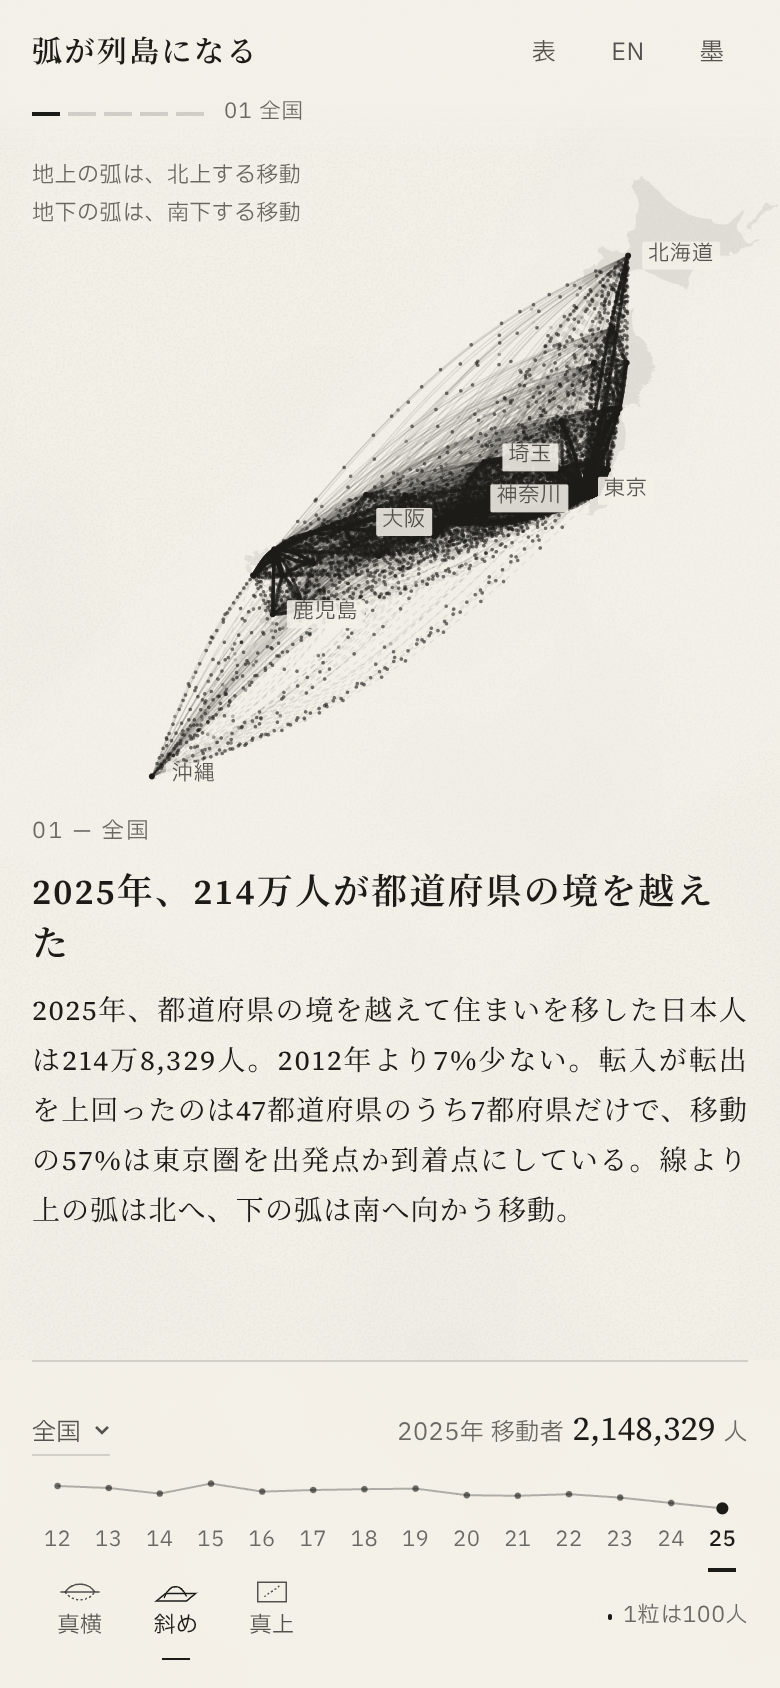 弧が列島になる
表 EN 墨
01 全国
地上の弧は、北上する移動
地下の弧は、南下する移動
北海道
埼玉
東京
神奈川
大阪
鹿児島
沖縄
01 — 全国
2025年、214万人が都道府県の境を越え
た
2025年、都道府県の境を越えて住まいを移した日本人
は214万8,329人。2012年より7%少ない。転入が転出
を上回ったのは47都道府県のうち7都府県だけで、移動
の57%は東京圏を出発点か到着点にしている。線より
上の弧は北へ、下の弧は南へ向かう移動。
全国
2025年 移動者 2,148,329 人
12 13 14 15 16 17 18 19 20 21 22 23 24 25
真横 斜め 真上
1粒は100人